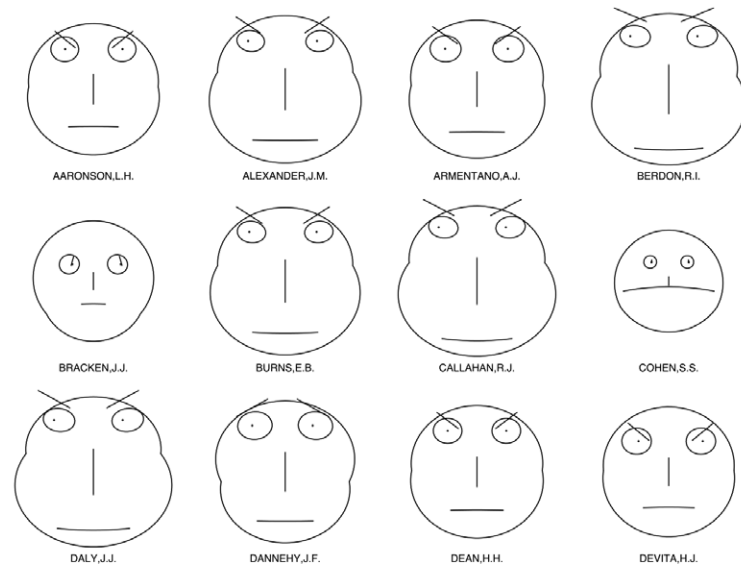 AARONSON,L.H.
ALEXANDER,J.M.
ARMENTANO,A.J.
BERDON,R.I.
BRACKEN,J.J.
BURNS,E.B.
CALLAHAN,R.J.
COHEN,S.S.
DALY,J.J.
DANNEHY,J.F.
DEAN,H.H.
DEVITA,H.J.